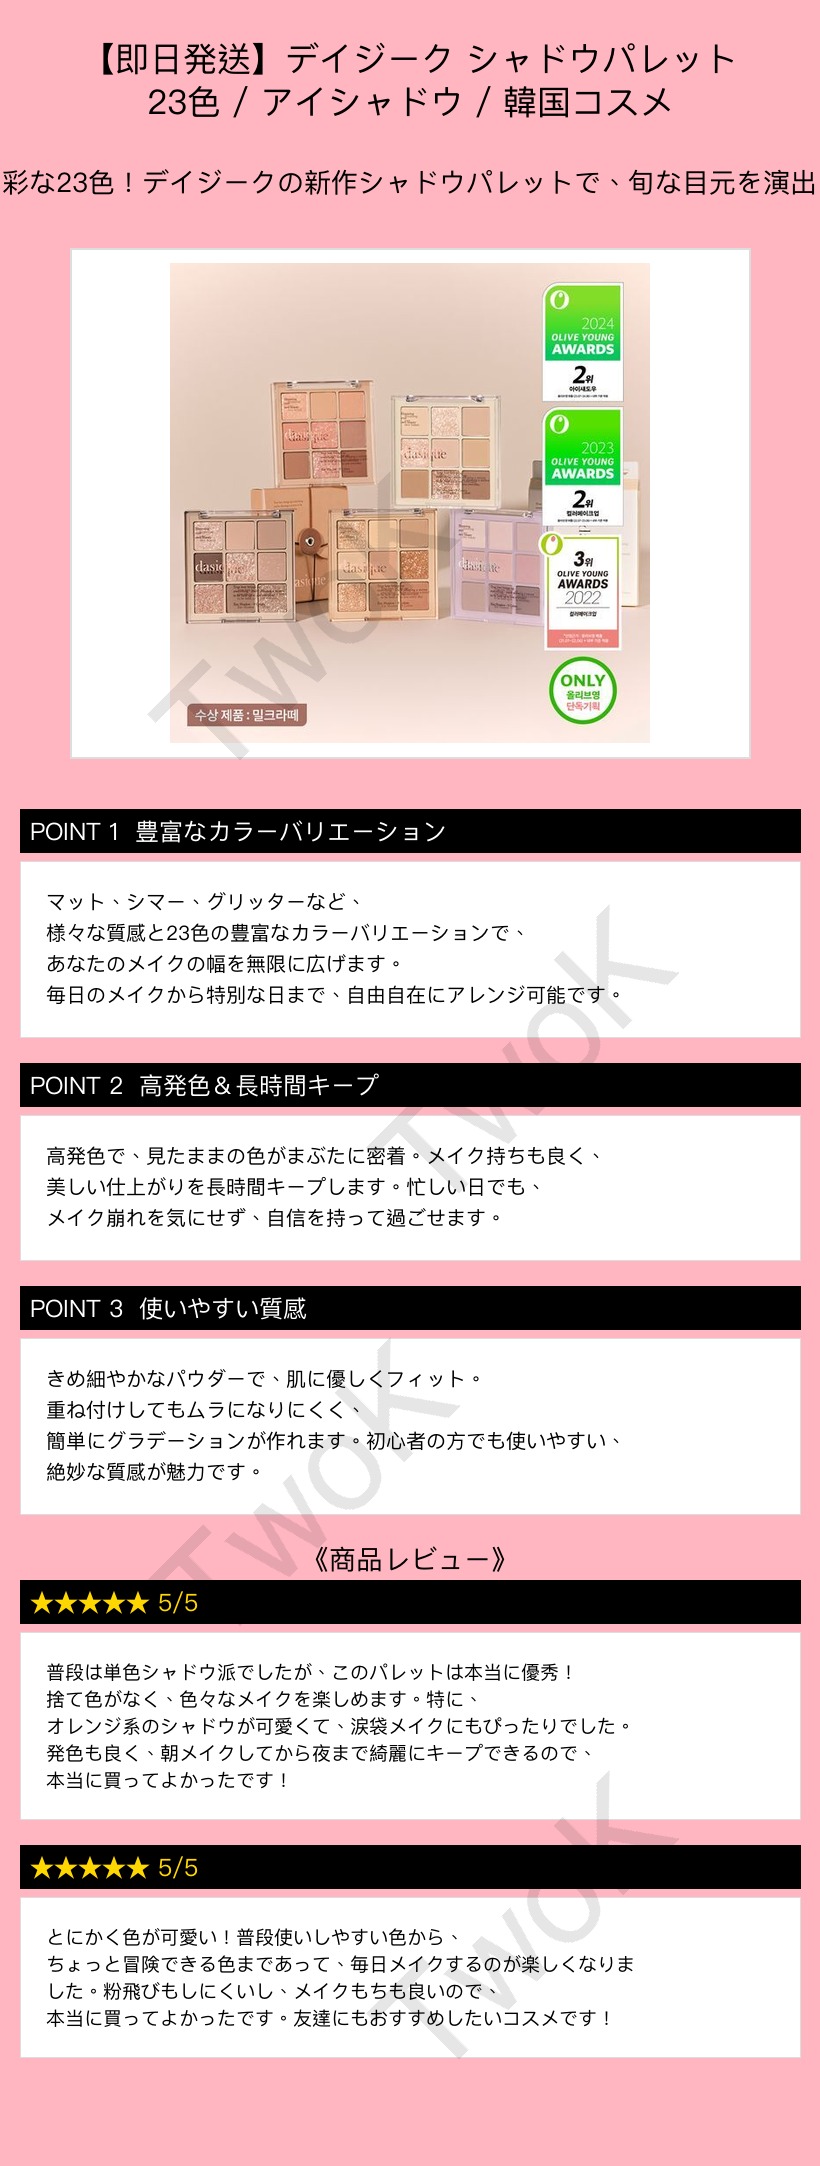 【即日発送】デイジーク シャドウパレット
23色 / アイシャドウ / 韓国コスメ
彩な23色！デイジークの新作シャドウパレットで、旬な目元を演出
2024
OLIVE YOUNG
AWARDS
2위
아이섀도우
2023
OLIVE YOUNG
AWARDS
2위
컬러메이크업
3위
OLIVE YOUNG
AWARDS
2022
컬러메이크업
ONLY
올리브영
단독기획
dasique
dasique
dasique
dasique
수상 제품 : 밀크라떼
TwoK
POINT 1 豊富なカラーバリエーション
マット、シマー、グリッターなど、
様々な質感と23色の豊富なカラーバリエーションで、
あなたのメイクの幅を無限に広げます。
毎日のメイクから特別な日まで、自由自在にアレンジ可能です。
TwoK
POINT 2 高発色＆長時間キープ
高発色で、見たままの色がまぶたに密着。メイク持ちも良く、
美しい仕上がりを長時間キープします。忙しい日でも、
メイク崩れを気にせず、自信を持って過ごせます。
POINT 3 使いやすい質感
きめ細やかなパウダーで、肌に優しくフィット。
重ね付けしてもムラになりにくく、
簡単にグラデーションが作れます。初心者の方でも使いやすい、
絶妙な質感が魅力です。
TwoK
《商品レビュー》
★★★★★ 5/5
普段は単色シャドウ派でしたが、このパレットは本当に優秀！
捨て色がなく、色々なメイクを楽しめます。特に、
オレンジ系のシャドウが可愛くて、涙袋メイクにもぴったりでした。
発色も良く、朝メイクしてから夜まで綺麗にキープできるので、
本当に買ってよかったです！
★★★★★ 5/5
とにかく色が可愛い！普段使いしやすい色から、
ちょっと冒険できる色まであって、毎日メイクするのが楽しくなりま
した。粉飛びもしにくいし、メイクもちも良いので、
本当に買ってよかったです。友達にもおすすめしたいコスメです！
TwoK